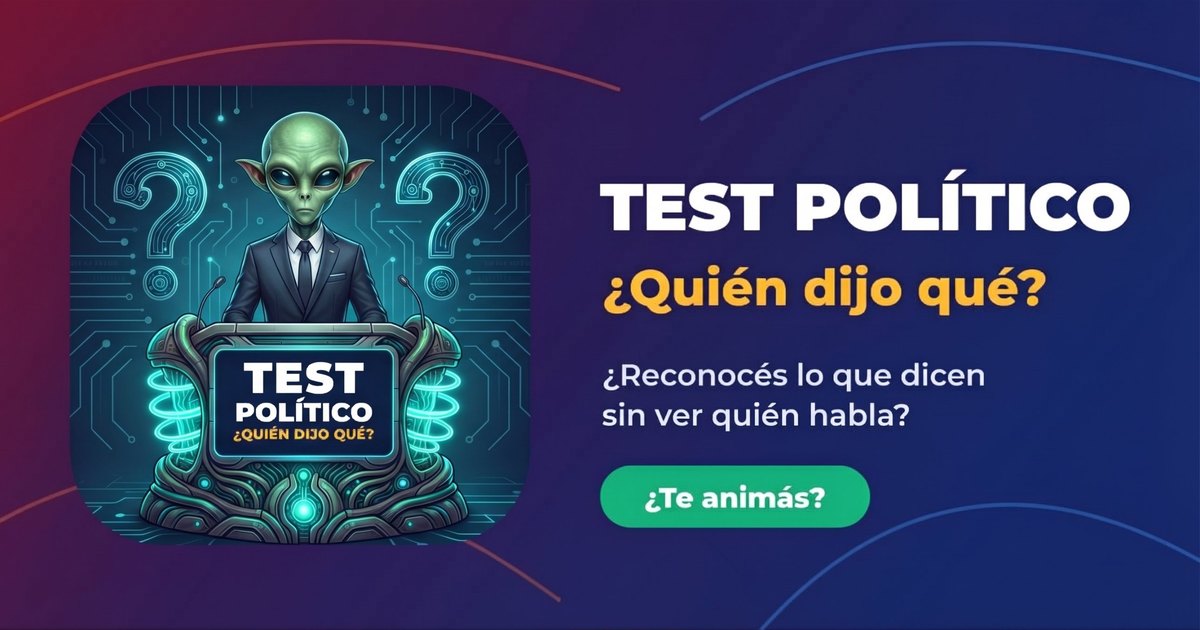 TEST POLÍTICO
¿Quién dijo qué?
¿Reconocés lo que dicen
sin ver quién habla?
¿Te animás?
TEST
POLÍTICO
¿QUIÉN DIJO QUÉ?